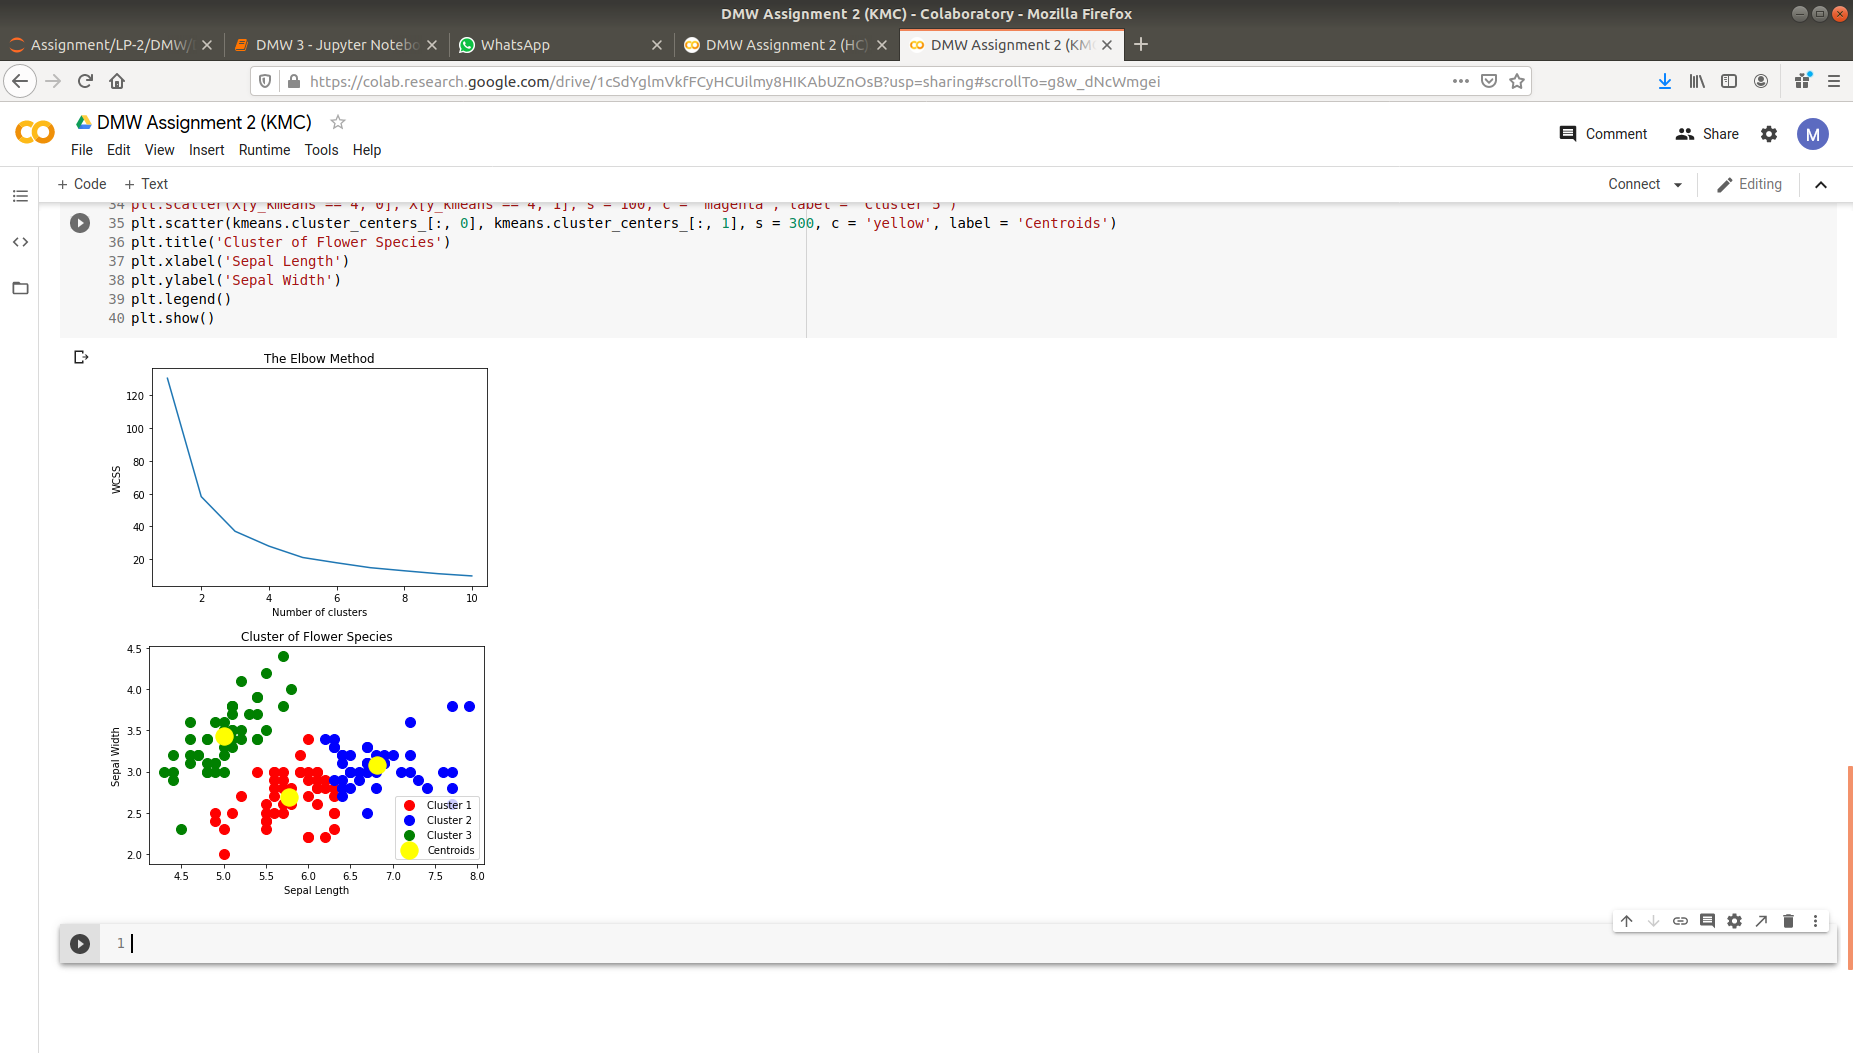 DMW Assignment 2 (KMC) - Colaboratory - Mozilla Firefox
Assignment/LP-2/DMW/
DMW 3 - Jupyter Notebo
WhatsApp
DMW Assignment 2 (HC)
DMW Assignment 2 (KM
https://colab.research.google.com/drive/1cSdYglmVkfFCyHCUilmy8HIKAbUZnOsB?usp=sharing#scrollTo=g8w_dNcWmgei
DMW Assignment 2 (KMC)
Comment Share M
File Edit View Insert Runtime Tools Help
+ Code + Text Connect Editing
34 plt.scatter(X[y_kmeans == 4, 0], X[y_kmeans == 4, 1], s = 100, c = 'magenta', label = 'Cluster 5')
35 plt.scatter(kmeans.cluster_centers_[:, 0], kmeans.cluster_centers_[:, 1], s = 300, c = 'yellow', label = 'Centroids')
36 plt.title('Cluster of Flower Species')
37 plt.xlabel('Sepal Length')
38 plt.ylabel('Sepal Width')
39 plt.legend()
40 plt.show()
The Elbow Method
120
100
80
60
40
20
WCSS
2 4 6 8 10
Number of clusters
Cluster of Flower Species
4.5
4.0
3.5
3.0
2.5
2.0
Sepal Width
Cluster 1
Cluster 2
Cluster 3
Centroids
4.5 5.0 5.5 6.0 6.5 7.0 7.5 8.0
Sepal Length
1